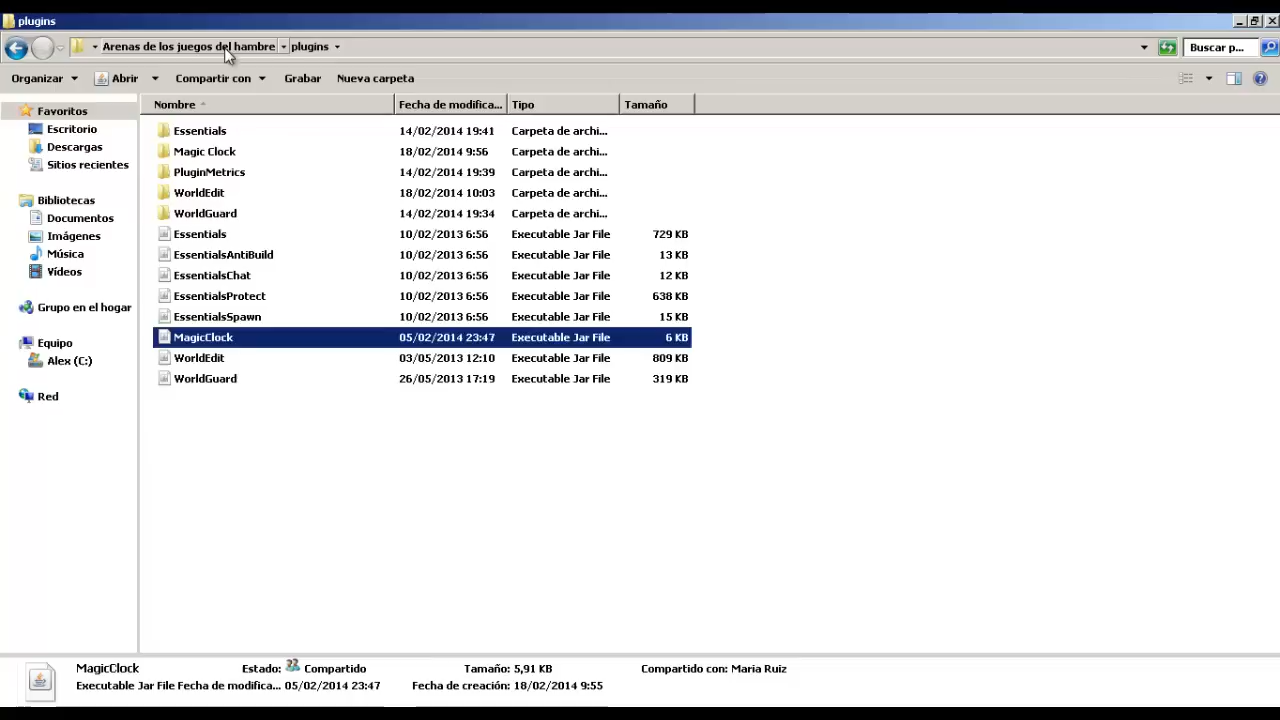 plugins
Arenas de los juegos del hambre plugins Buscar p...
Organizar Abrir Compartir con Grabar Nueva carpeta
Nombre Fecha de modifica... Tipo Tamaño
Favoritos
Escritorio
Descargas
Sitios recientes
Bibliotecas
Documentos
Imágenes
Música
Vídeos
Grupo en el hogar
Equipo
Alex (C:)
Red
Essentials 14/02/2014 19:41 Carpeta de archi...
Magic Clock 18/02/2014 9:56 Carpeta de archi...
PluginMetrics 14/02/2014 19:39 Carpeta de archi...
WorldEdit 18/02/2014 10:03 Carpeta de archi...
WorldGuard 14/02/2014 19:34 Carpeta de archi...
Essentials 10/02/2013 6:56 Executable Jar File 729 KB
EssentialsAntiBuild 10/02/2013 6:56 Executable Jar File 13 KB
EssentialsChat 10/02/2013 6:56 Executable Jar File 12 KB
EssentialsProtect 10/02/2013 6:56 Executable Jar File 638 KB
EssentialsSpawn 10/02/2013 6:56 Executable Jar File 15 KB
MagicClock 05/02/2014 23:47 Executable Jar File 6 KB
WorldEdit 03/05/2013 12:10 Executable Jar File 809 KB
WorldGuard 26/05/2013 17:19 Executable Jar File 319 KB
MagicClock Estado: Compartido Tamaño: 5,91 KB Compartido con: Maria Ruiz
Executable Jar File Fecha de modifica... 05/02/2014 23:47 Fecha de creación: 18/02/2014 9:55